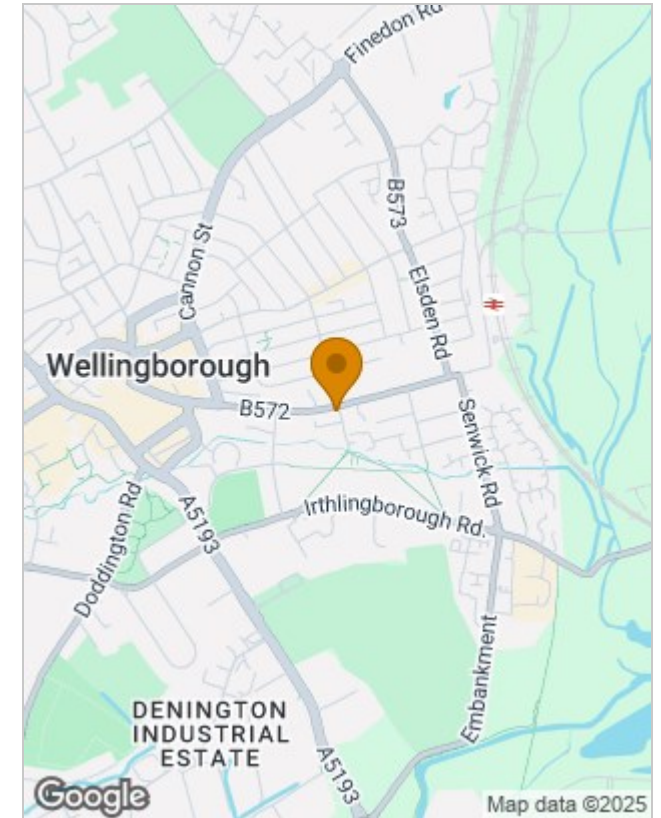 Finedon Rd
B573
Cannon St
Elsden Rd
Wellingborough
B572
Senwick Rd
Irthlingborough Rd.
Doddington Rd
A5193
Embankment
DENINGTON
INDUSTRIAL
ESTATE
A5193
Google
Map data ©2025